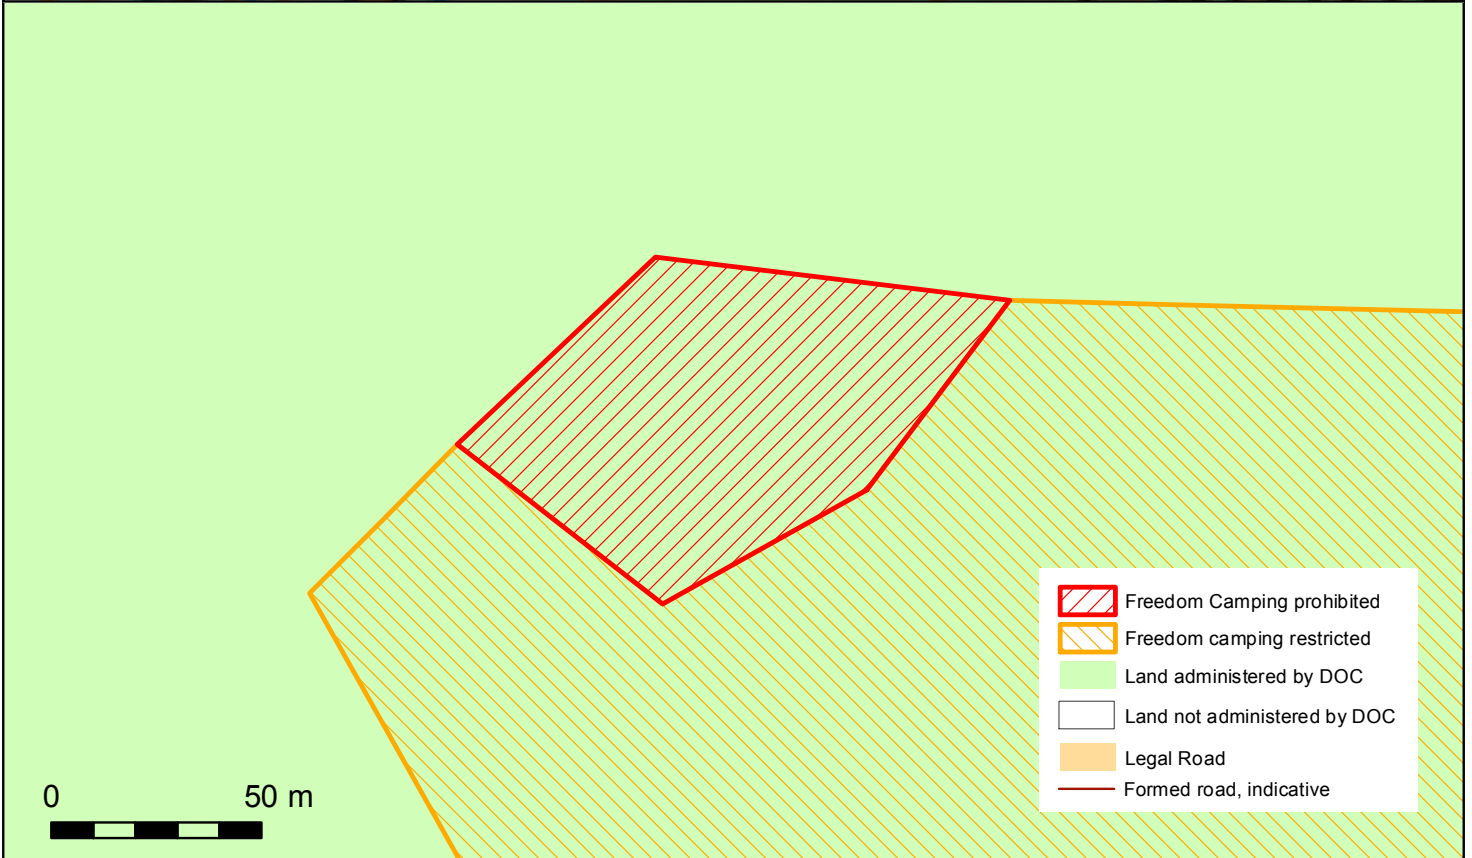 Freedom Camping prohibited
Freedom camping restricted
Land administered by DOC
Land not administered by DOC
Legal Road
Formed road, indicative
0 50 m